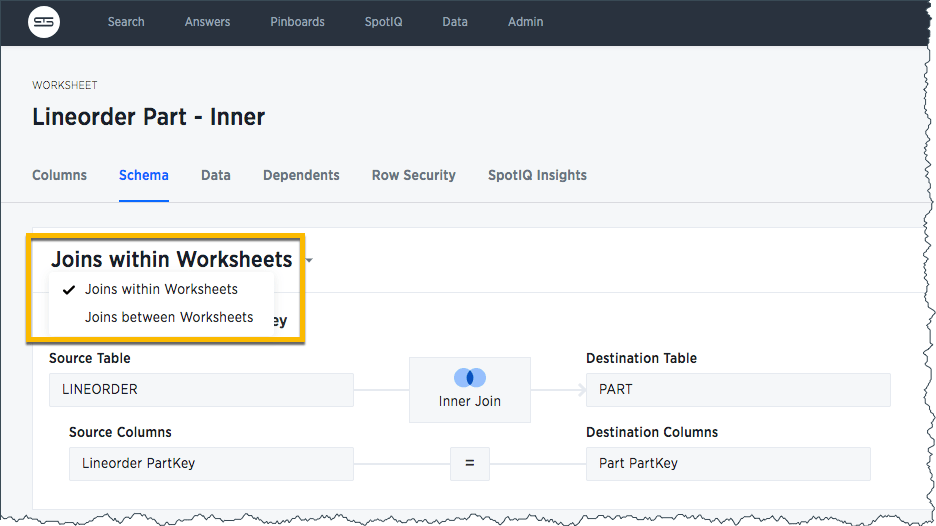 Search Answers Pinboards SpotIQ Data Admin
WORKSHEET
Lineorder Part - Inner
Columns Schema Data Dependents Row Security SpotIQ Insights
Joins within Worksheets
Joins within Worksheets
Joins between Worksheets
Source Table Destination Table
LINEORDER Inner Join PART
Source Columns Destination Columns
Lineorder PartKey = Part PartKey